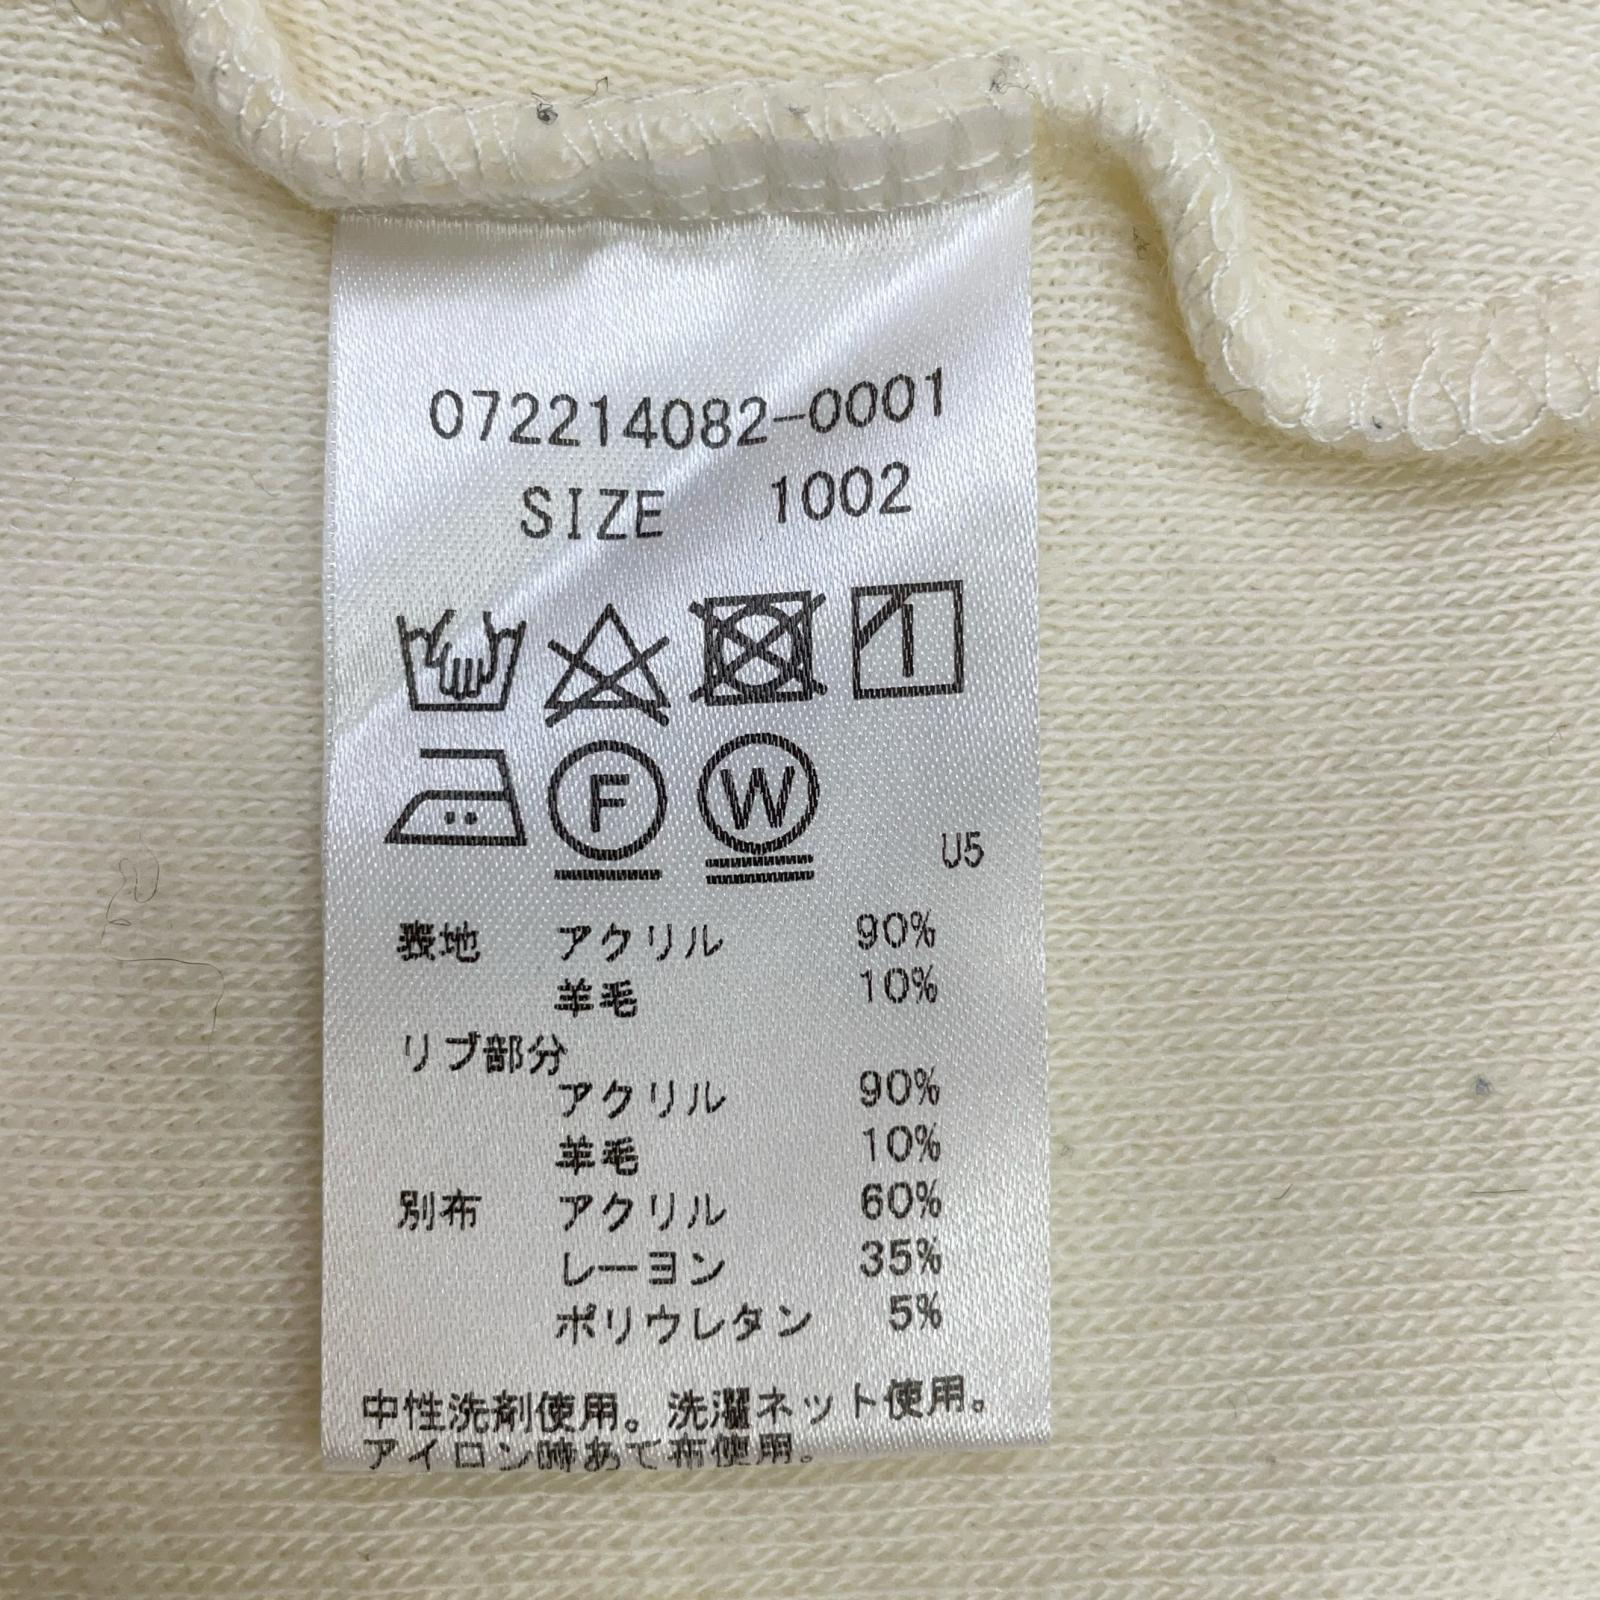 072214082-0001
SIZE 1002
F W
U5
表地 アクリル 90%
羊毛 10%
リブ部分
アクリル 90%
羊毛 10%
別布 アクリル 60%
レーヨン 35%
ポリウレタン 5%
中性洗剤使用。洗濯ネット使用。
アイロン時あて布使用。